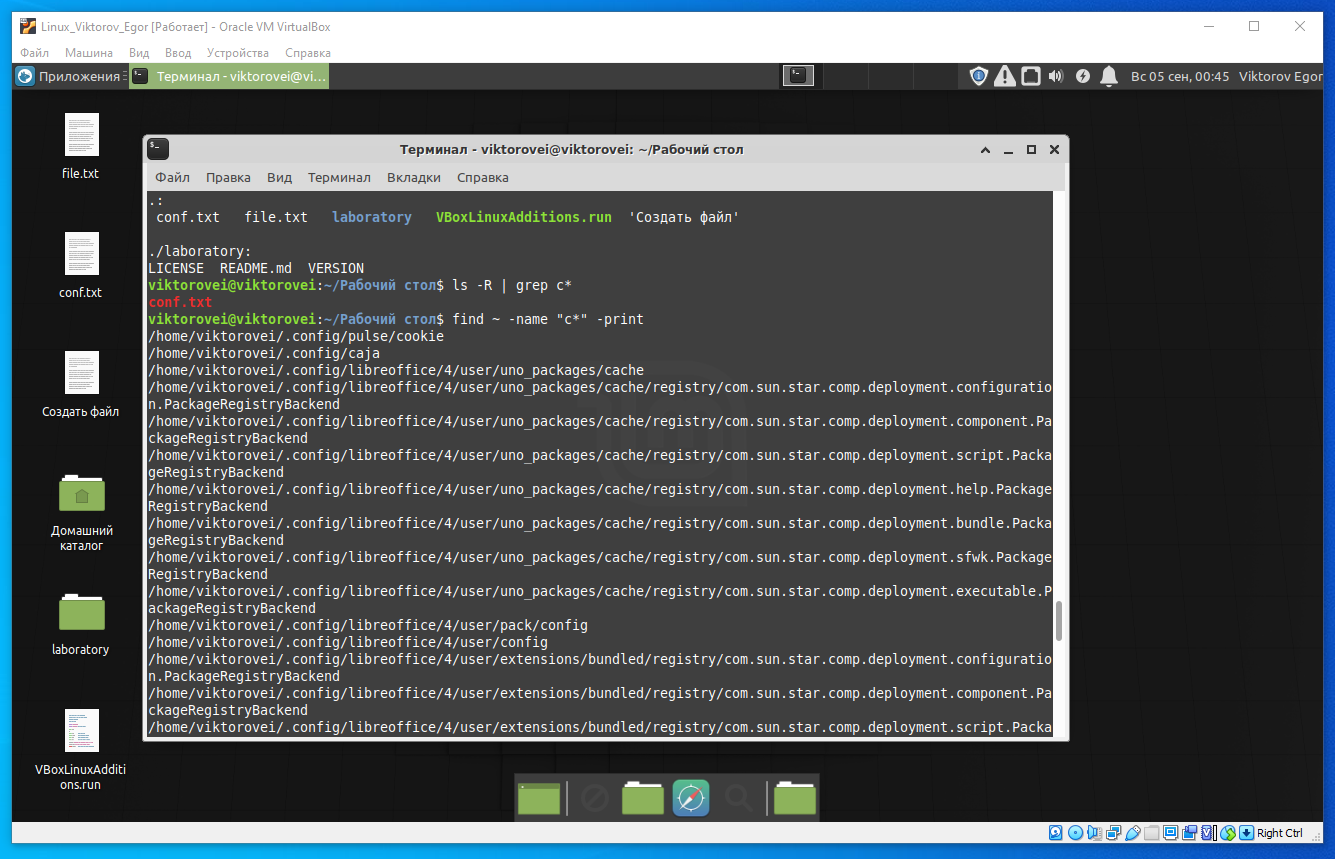 Linux_Viktorov_Egor [Работает] - Oracle VM VirtualBox
Файл Машина Вид Ввод Устройства Справка
Приложения Терминал - viktorovei@vi... Вс 05 сен, 00:45 Viktorov Egor
file.txt
conf.txt
Создать файл
Домашний
каталог
laboratory
VBoxLinuxAdditi
ons.run
Терминал - viktorovei@viktorovei: ~/Рабочий стол
Файл Правка Вид Терминал Вкладки Справка
.:
conf.txt file.txt laboratory VBoxLinuxAdditions.run 'Создать файл'
./laboratory:
LICENSE README.md VERSION
viktorovei@viktorovei:~/Рабочий стол$ ls -R | grep c*
conf.txt
viktorovei@viktorovei:~/Рабочий стол$ find ~ -name "c*" -print
/home/viktorovei/.config/pulse/cookie
/home/viktorovei/.config/caja
/home/viktorovei/.config/libreoffice/4/user/uno_packages/cache
/home/viktorovei/.config/libreoffice/4/user/uno_packages/cache/registry/com.sun.star.comp.deployment.configuratio
n.PackageRegistryBackend
/home/viktorovei/.config/libreoffice/4/user/uno_packages/cache/registry/com.sun.star.comp.deployment.component.Pa
ckageRegistryBackend
/home/viktorovei/.config/libreoffice/4/user/uno_packages/cache/registry/com.sun.star.comp.deployment.script.Packa
geRegistryBackend
/home/viktorovei/.config/libreoffice/4/user/uno_packages/cache/registry/com.sun.star.comp.deployment.help.Package
RegistryBackend
/home/viktorovei/.config/libreoffice/4/user/uno_packages/cache/registry/com.sun.star.comp.deployment.bundle.Packa
geRegistryBackend
/home/viktorovei/.config/libreoffice/4/user/uno_packages/cache/registry/com.sun.star.comp.deployment.sfwk.Package
RegistryBackend
/home/viktorovei/.config/libreoffice/4/user/uno_packages/cache/registry/com.sun.star.comp.deployment.executable.P
ackageRegistryBackend
/home/viktorovei/.config/libreoffice/4/user/pack/config
/home/viktorovei/.config/libreoffice/4/user/config
/home/viktorovei/.config/libreoffice/4/user/extensions/bundled/registry/com.sun.star.comp.deployment.configuratio
n.PackageRegistryBackend
/home/viktorovei/.config/libreoffice/4/user/extensions/bundled/registry/com.sun.star.comp.deployment.component.Pa
ckageRegistryBackend
/home/viktorovei/.config/libreoffice/4/user/extensions/bundled/registry/com.sun.star.comp.deployment.script.Packa
Right Ctrl